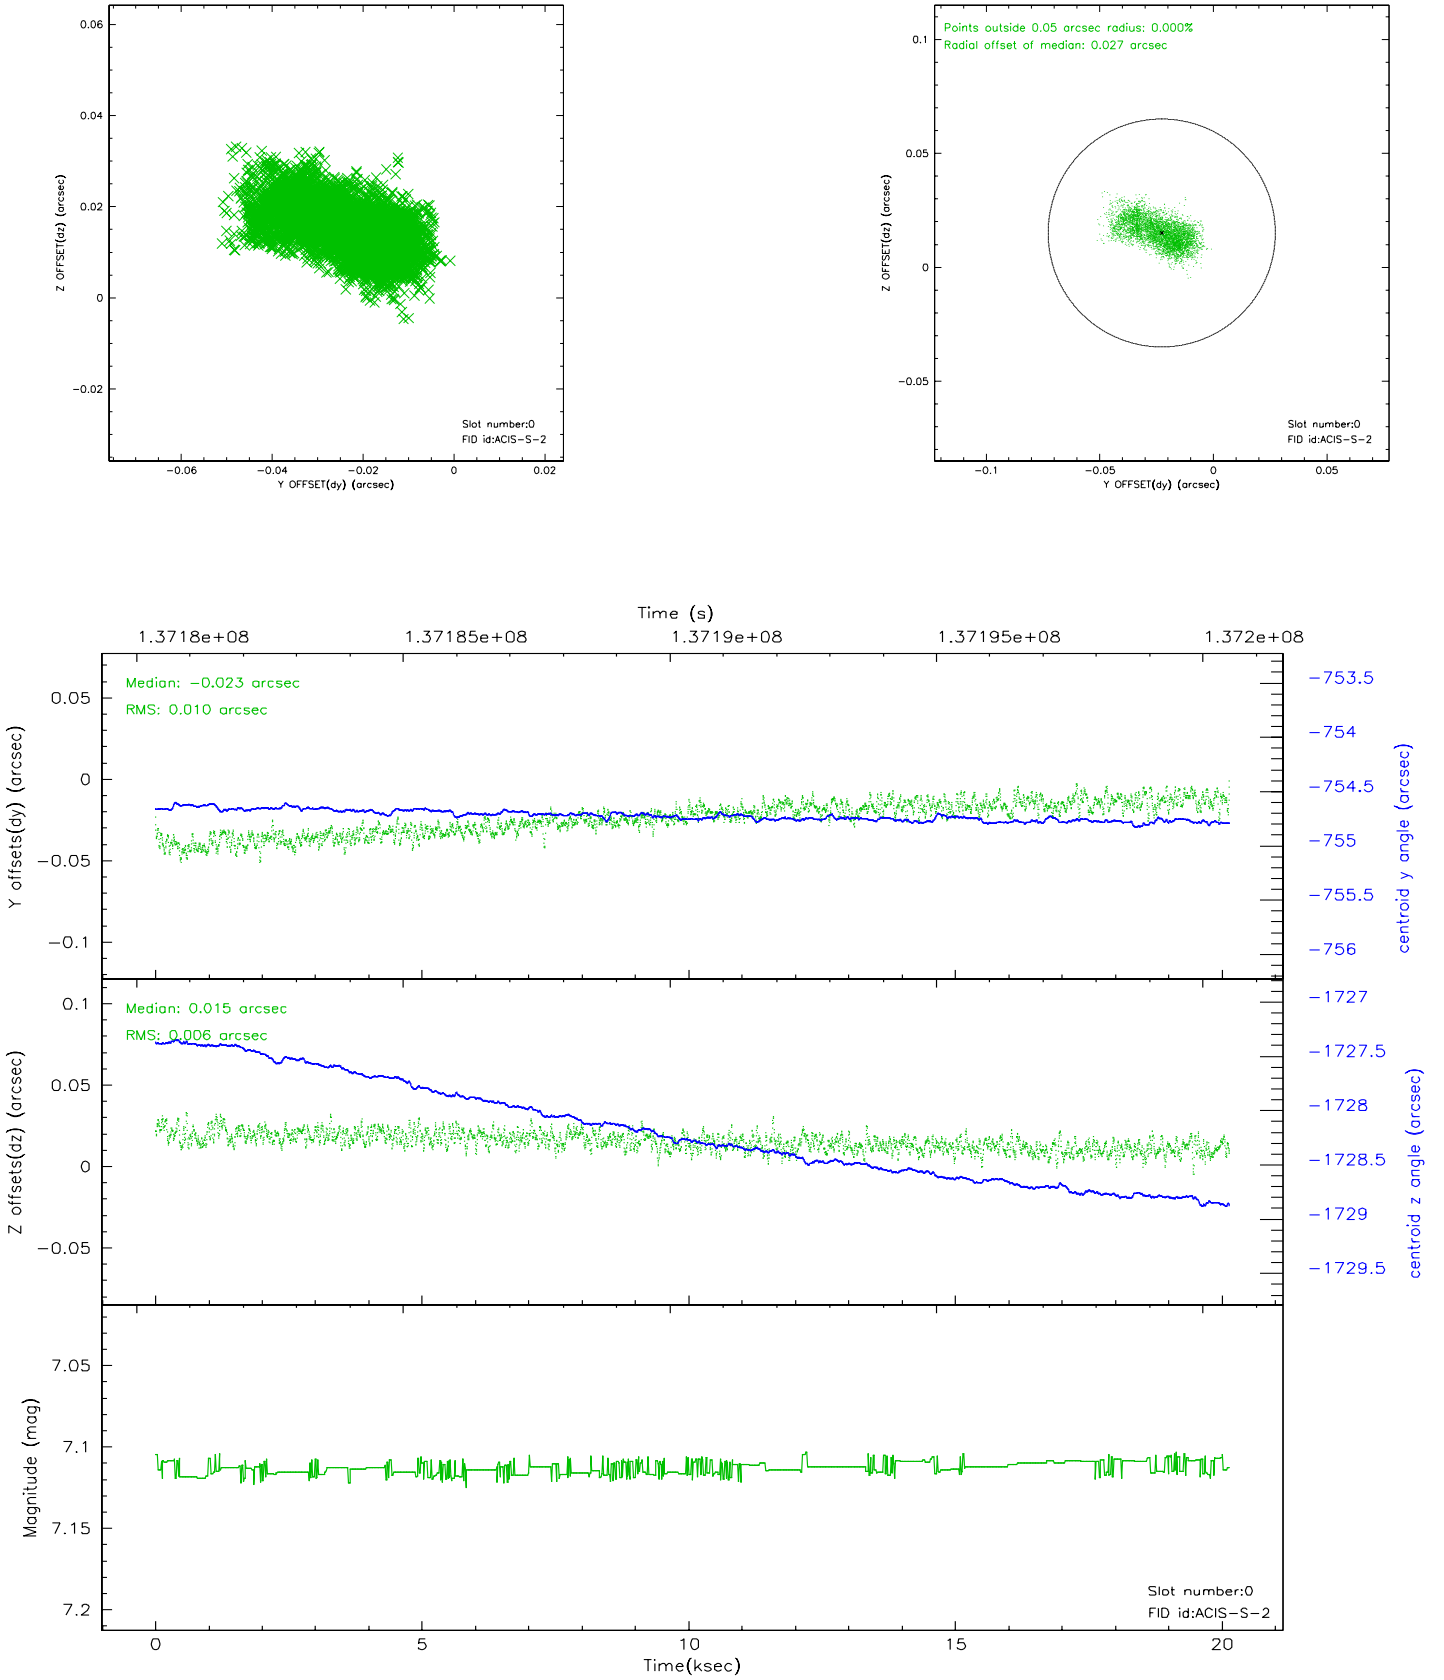 0.06
0.04
0.02
0
-0.02
Z OFFSET(dz) (arcsec)
Slot number:0
FID id:ACIS-S-2
-0.06 -0.04 -0.02 0 0.02
Y OFFSET(dy) (arcsec)
Points outside 0.05 arcsec radius: 0.000%
Radial offset of median: 0.027 arcsec
0.1
0.05
0
-0.05
Z OFFSET(dz) (arcsec)
Slot number:0
FID id:ACIS-S-2
-0.1 -0.05 0 0.05
Y OFFSET(dy) (arcsec)
Time (s)
1.3718e+08 1.37185e+08 1.3719e+08 1.37195e+08 1.372e+08
Median: -0.023 arcsec
RMS: 0.010 arcsec
0.05
0
-0.05
-0.1
Y offsets(dy) (arcsec)
-753.5
-754
-754.5
-755
-755.5
-756
centroid y angle (arcsec)
Median: 0.015 arcsec
RMS: 0.006 arcsec
0.1
0.05
0
-0.05
Z offsets(dz) (arcsec)
-1727
-1727.5
-1728
-1728.5
-1729
-1729.5
centroid z angle (arcsec)
7.05
7.1
7.15
7.2
Magnitude (mag)
Slot number:0
FID id:ACIS-S-2
0 5 10 15 20
Time(ksec)